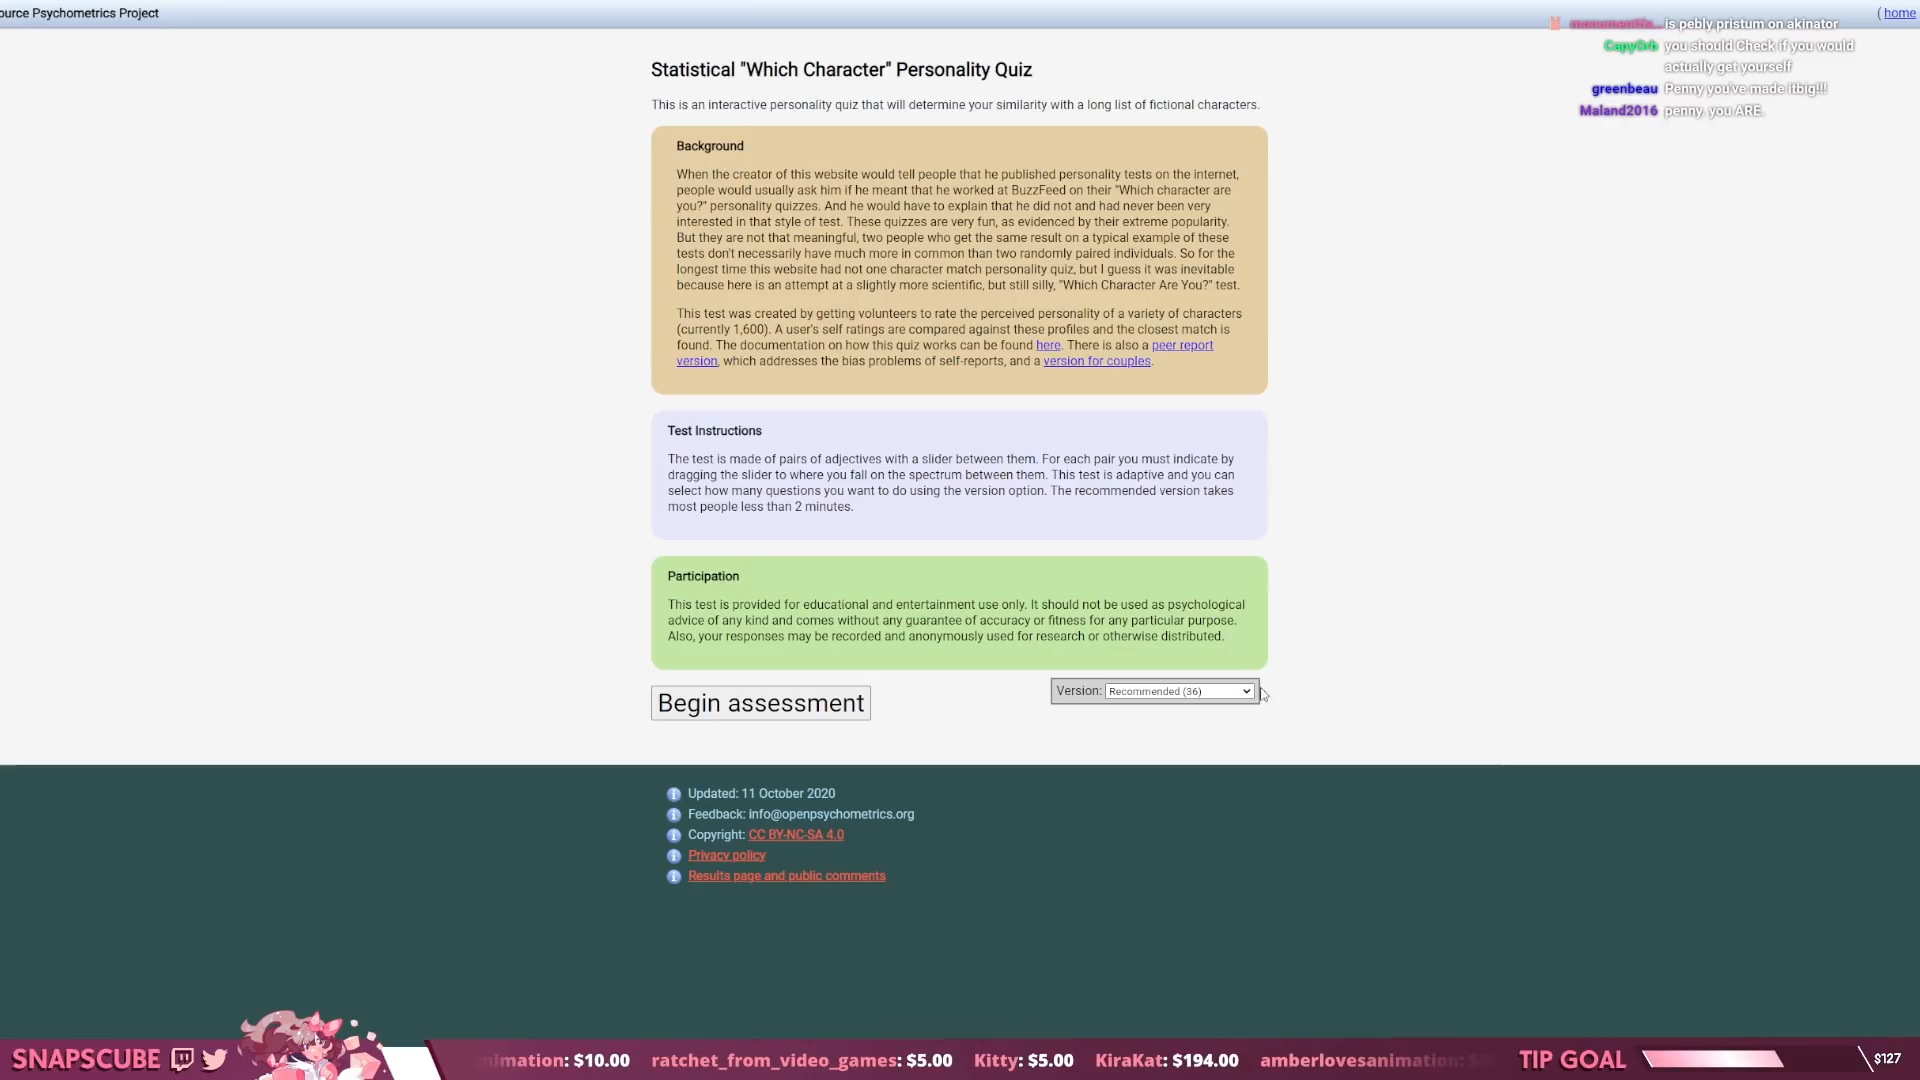 ource Psychometrics Project
( home
is pebly pristum on akinator
CapyOrb you should Check if you would
actually get yourself
greenbeau Penny you've made itbig!!!
Maland2016 penny. you ARE.
Statistical "Which Character" Personality Quiz
This is an interactive personality quiz that will determine your similarity with a long list of fictional characters.
Background
When the creator of this website would tell people that he published personality tests on the internet,
people would usually ask him if he meant that he worked at BuzzFeed on their "Which character are
you?" personality quizzes. And he would have to explain that he did not and had never been very
interested in that style of test. These quizzes are very fun, as evidenced by their extreme popularity.
But they are not that meaningful, two people who get the same result on a typical example of these
tests don't necessarily have much more in common than two randomly paired individuals. So for the
longest time this website had not one character match personality quiz, but I guess it was inevitable
because here is an attempt at a slightly more scientific, but still silly, "Which Character Are You?" test.
This test was created by getting volunteers to rate the perceived personality of a variety of characters
(currently 1,600). A user's self ratings are compared against these profiles and the closest match is
found. The documentation on how this quiz works can be found here. There is also a peer report
version, which addresses the bias problems of self-reports, and a version for couples.
Test Instructions
The test is made of pairs of adjectives with a slider between them. For each pair you must indicate by
dragging the slider to where you fall on the spectrum between them. This test is adaptive and you can
select how many questions you want to do using the version option. The recommended version takes
most people less than 2 minutes.
Participation
This test is provided for educational and entertainment use only. It should not be used as psychological
advice of any kind and comes without any guarantee of accuracy or fitness for any particular purpose.
Also, your responses may be recorded and anonymously used for research or otherwise distributed.
Begin assessment
Version: Recommended (36)
Updated: 11 October 2020
Feedback: info@openpsychometrics.org
Copyright: CC BY-NC-SA 4.0
Privacy policy
Results page and public comments
SNAPSCUBE nimation: $10.00 ratchet_from_video_games: $5.00 Kitty: $5.00 KiraKat: $194.00 amberlovesanimation: TIP GOAL $127